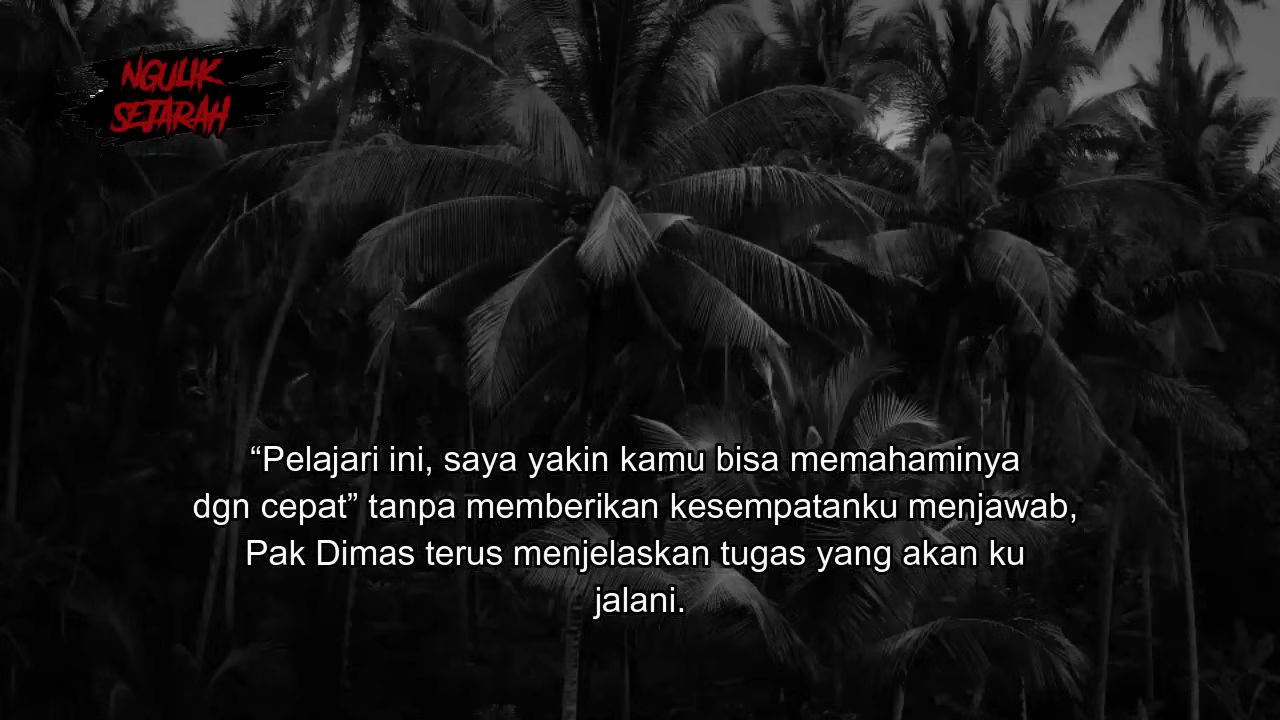 NGULIK
SEJARAH
“Pelajari ini, saya yakin kamu bisa memahaminya
dgn cepat” tanpa memberikan kesempatanku menjawab,
Pak Dimas terus menjelaskan tugas yang akan ku
jalani.